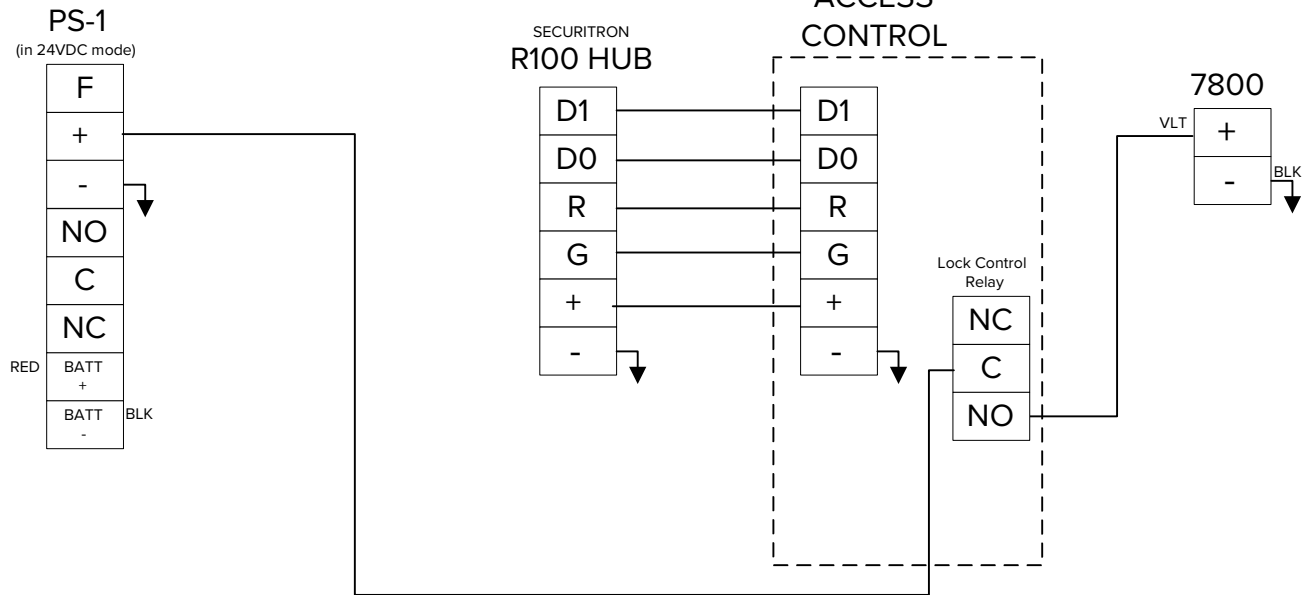 PS-1
(in 24VDC mode)
F
+
-
NO
C
NC
RED
BATT
+
BATT
-
BLK
SECURITRON
R100 HUB
D1
D0
R
G
+
-
ACCESS
CONTROL
D1
D0
R
G
+
-
Lock Control
Relay
NC
C
NO
7800
VLT
+
-
BLK